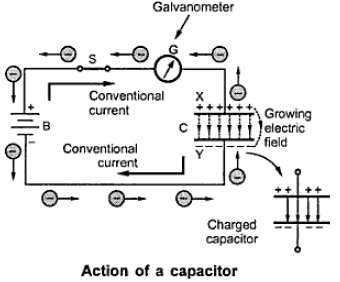 Galvanometer
S
G
+
B
−
Conventional
current
Conventional
current
X
+ + + + + +
C
Y
− − − − − −
Growing
electric
field
+ + + +
− − − −
Charged
capacitor
Action of a capacitor